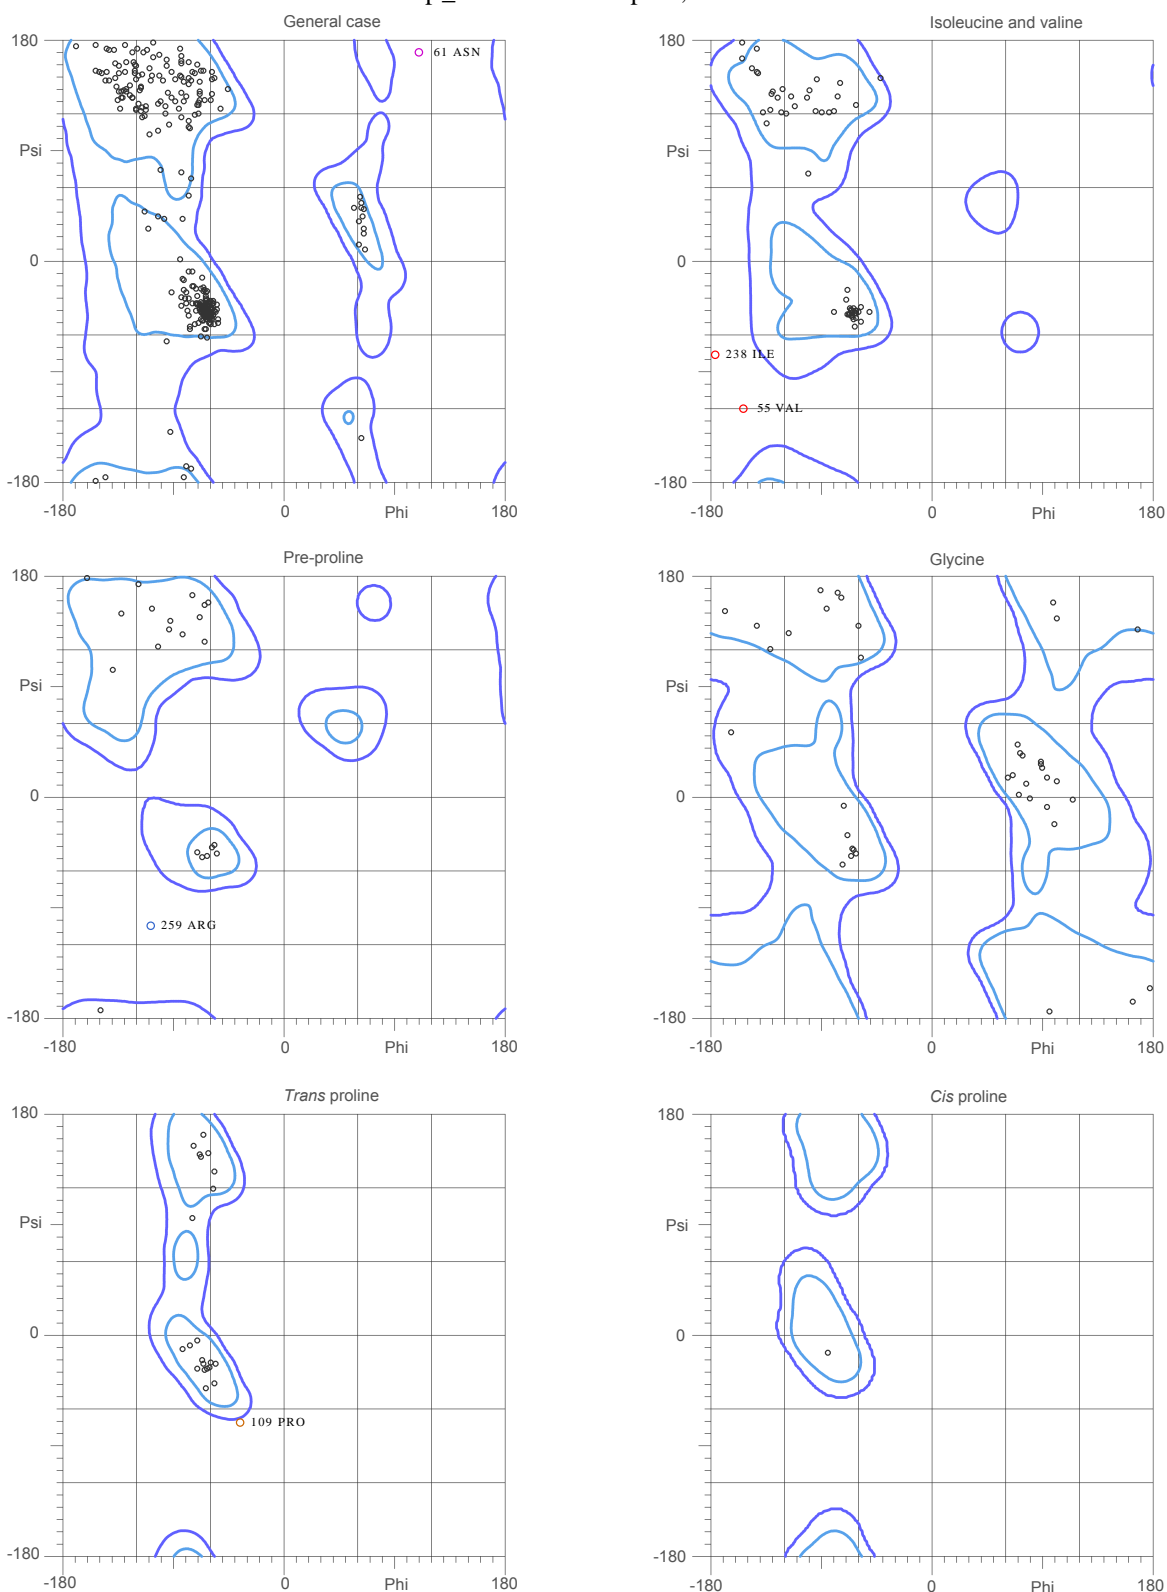 General case
180
Psi
0
-180
-180
0
Phi
180
61 ASN
Isoleucine and valine
180
Psi
0
-180
-180
0
Phi
180
238 ILE
55 VAL
Pre-proline
180
Psi
0
-180
-180
0
Phi
180
259 ARG
Glycine
180
Psi
0
-180
-180
0
Phi
180
Trans proline
180
Psi
0
-180
-180
0
Phi
180
109 PRO
Cis proline
180
Psi
0
-180
-180
0
Phi
180